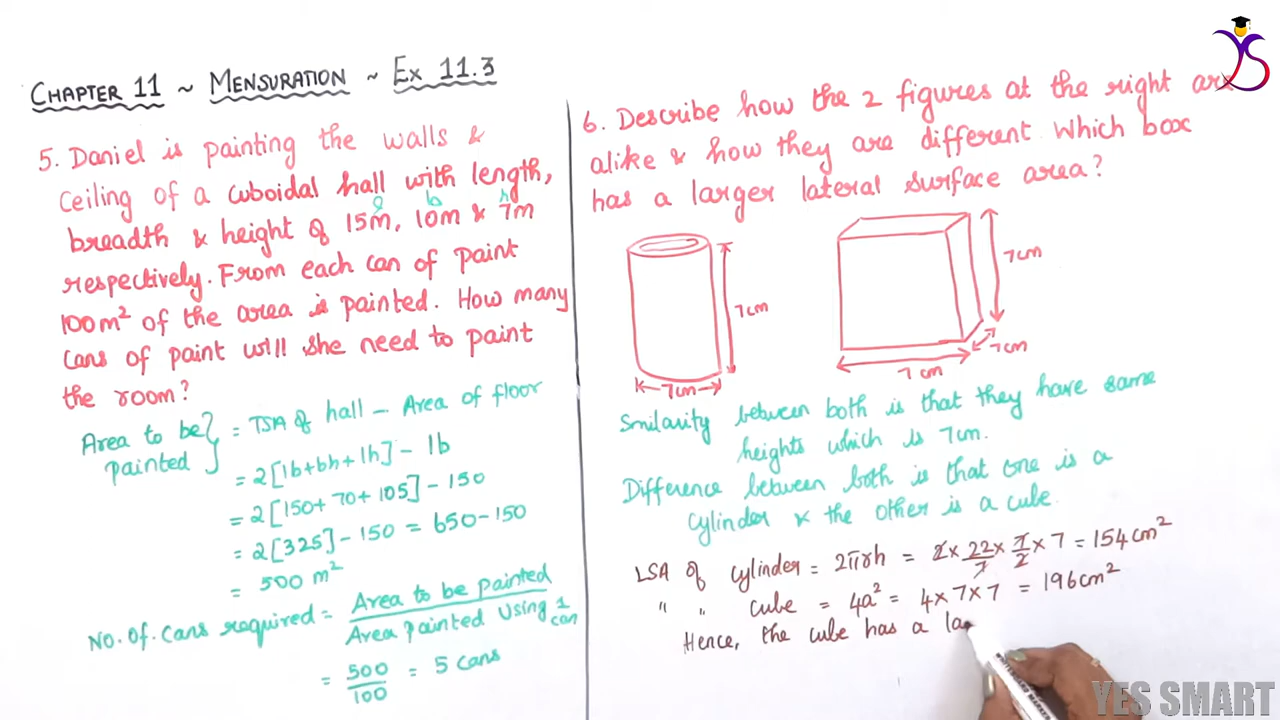 CHAPTER 11 ~ MENSURATION ~ Ex 11.3
5. Daniel is painting the walls &
Ceiling of a cuboidal hall with length,
l b h
breadth & height of 15m, 10m & 7m
respectively. From each can of paint
100m² of the area is painted. How many
cans of paint will she need to paint
the room?
Area to be painted } = TSA of hall - Area of floor
= 2[lb+bh+lh] - lb
= 2[150+70+105] - 150
= 2[325] - 150 = 650-150
= 500 m²
No. Of. Cans required = Area to be painted / Area painted Using 1 can
= 500/100 = 5 cans
6. Describe how the 2 figures at the right are
alike & how they are different Which box
has a larger lateral surface area?
7cm
7cm
7cm
7cm
7cm
Smilarity between both is that they have same
heights which is 7cm.
Difference between both is that one is a
Cylinder & the other is a cube.
LSA of cylinder = 2πrh = 2 × 22/7 × 7/2 × 7 = 154cm²
" " cube = 4a² = 4 × 7 × 7 = 196cm²
Hence, the cube has a la
YES SMART